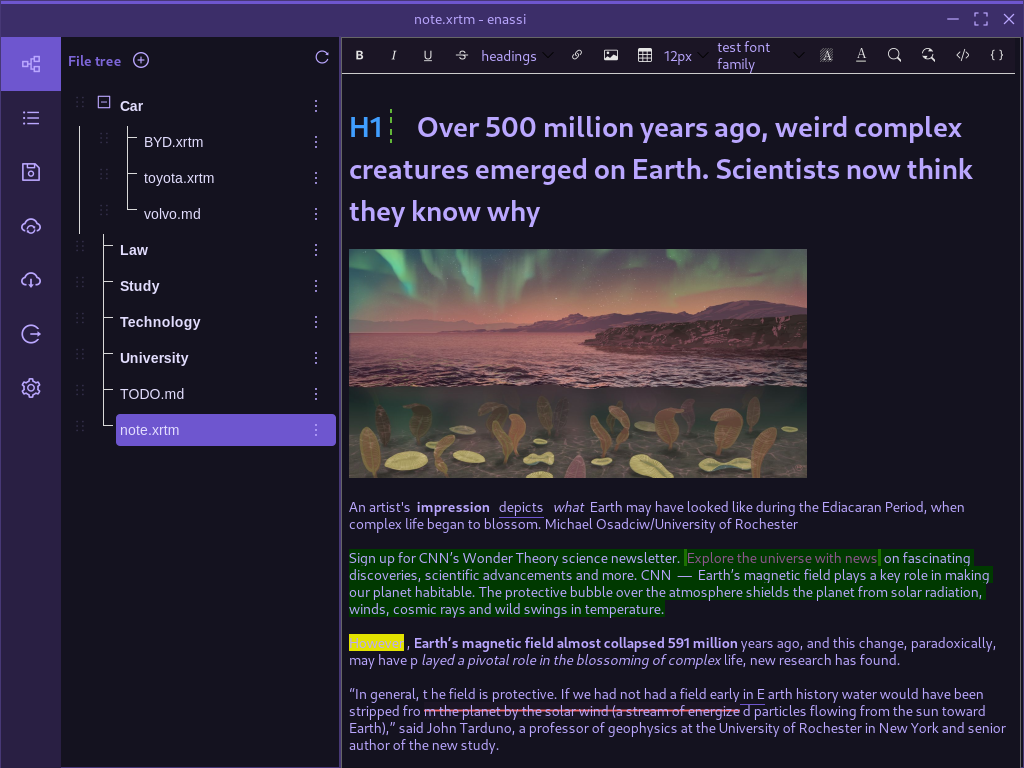 note.xrtm - enassi
File tree
B I U S headings 12px test font family A A </> { }
Car
BYD.xrtm
toyota.xrtm
volvo.md
Law
Study
Technology
University
TODO.md
note.xrtm
H1 Over 500 million years ago, weird complex
creatures emerged on Earth. Scientists now think
they know why
An artist's impression depicts what Earth may have looked like during the Ediacaran Period, when
complex life began to blossom. Michael Osadciw/University of Rochester
Sign up for CNN’s Wonder Theory science newsletter. Explore the universe with news on fascinating
discoveries, scientific advancements and more. CNN — Earth’s magnetic field plays a key role in making
our planet habitable. The protective bubble over the atmosphere shields the planet from solar radiation,
winds, cosmic rays and wild swings in temperature.
However , Earth’s magnetic field almost collapsed 591 million years ago, and this change, paradoxically,
may have p layed a pivotal role in the blossoming of complex life, new research has found.
“In general, t he field is protective. If we had not had a field early in E arth history water would have been
stripped fro m the planet by the solar wind (a stream of energize d particles flowing from the sun toward
Earth),” said John Tarduno, a professor of geophysics at the University of Rochester in New York and senior
author of the new study.